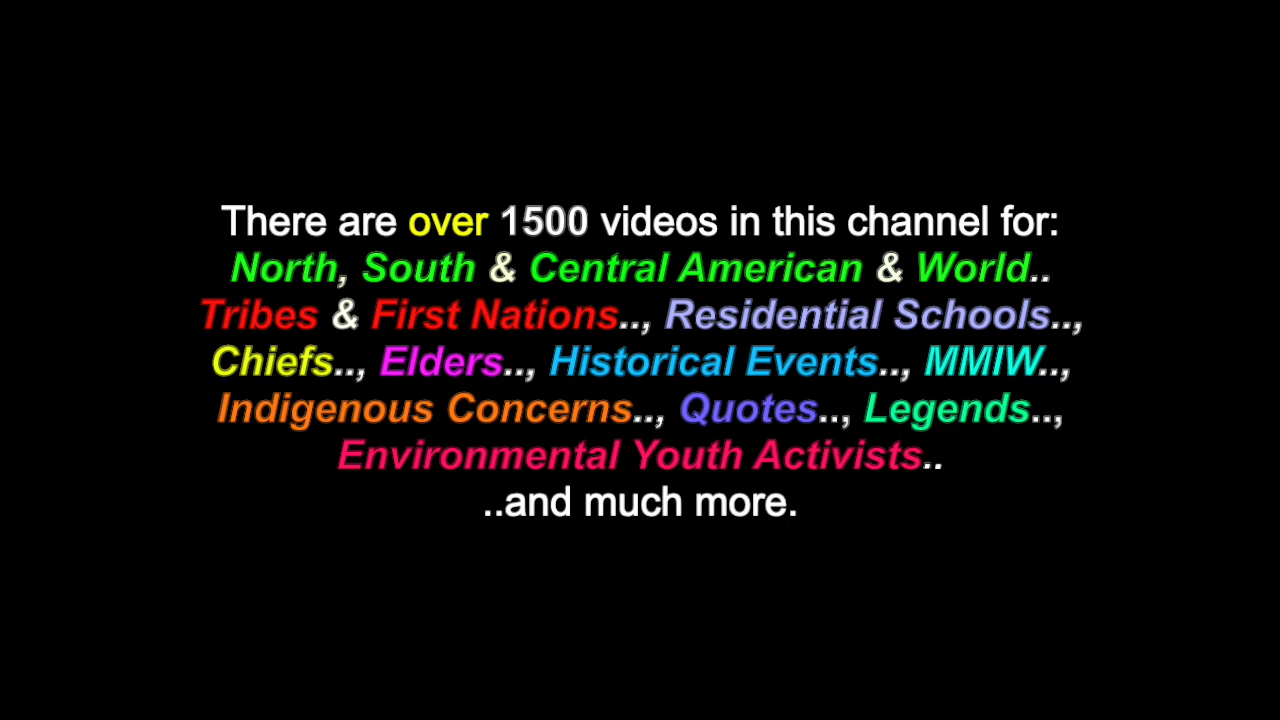 There are over 1500 videos in this channel for:
North, South & Central American & World..
Tribes & First Nations.., Residential Schools..,
Chiefs.., Elders.., Historical Events.., MMIW..,
Indigenous Concerns.., Quotes.., Legends..,
Environmental Youth Activists..
..and much more.